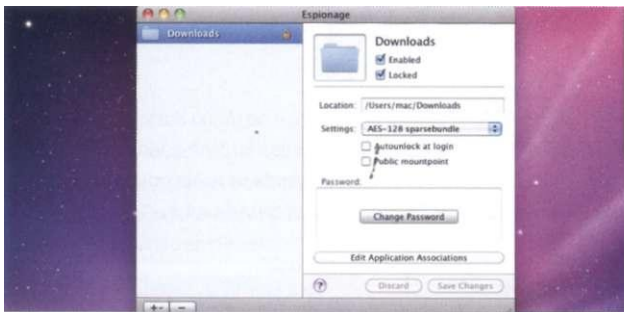 Espionage
Downloads
Downloads
Enabled
Locked
Location: /Users/mac/Downloads
Settings: AES-128 sparsebundle
Autounlock at login
Public mountpoint
Password:
Change Password
Edit Application Associations
?
Discard
Save Changes
+
−